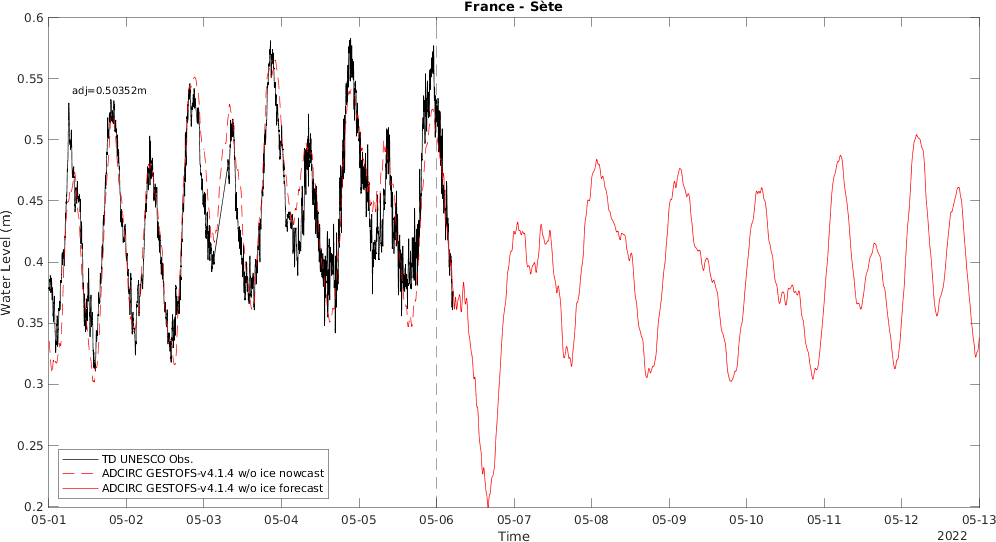 France - Sète
0.6
0.55
0.5
0.45
0.4
0.35
0.3
0.25
0.2
Water Level (m)
adj=0.50352m
TD UNESCO Obs.
ADCIRC GESTOFS-v4.1.4 w/o ice nowcast
ADCIRC GESTOFS-v4.1.4 w/o ice forecast
05-01 05-02 05-03 05-04 05-05 05-06 05-07 05-08 05-09 05-10 05-11 05-12 05-13
Time
2022